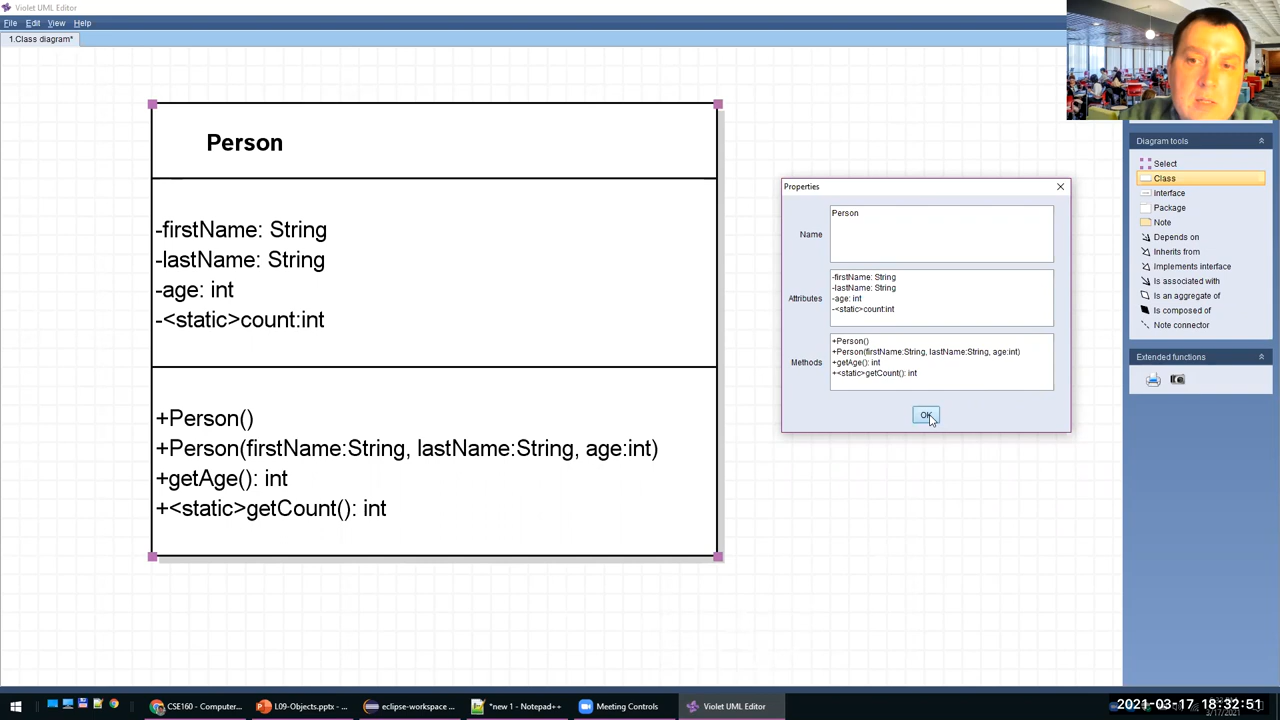 Violet UML Editor
File Edit View Help
1.Class diagram*
Person
-firstName: String
-lastName: String
-age: int
-<static>count:int
+Person()
+Person(firstName:String, lastName:String, age:int)
+getAge(): int
+<static>getCount(): int
Properties
Name
Person
Attributes
-firstName: String
-lastName: String
-age: int
-<static>count:int
Methods
+Person()
+Person(firstName:String, lastName:String, age:int)
+getAge(): int
+<static>getCount(): int
OK
Diagram tools
Select
Class
Interface
Package
Note
Depends on
Inherits from
Implements interface
Is associated with
Is an aggregate of
Is composed of
Note connector
Extended functions
CSE160 - Computer...
L09-Objects.pptx - ...
eclipse-workspace ...
*new 1 - Notepad++
Meeting Controls
Violet UML Editor
2021-03-17 18:32:51
3/17/2021